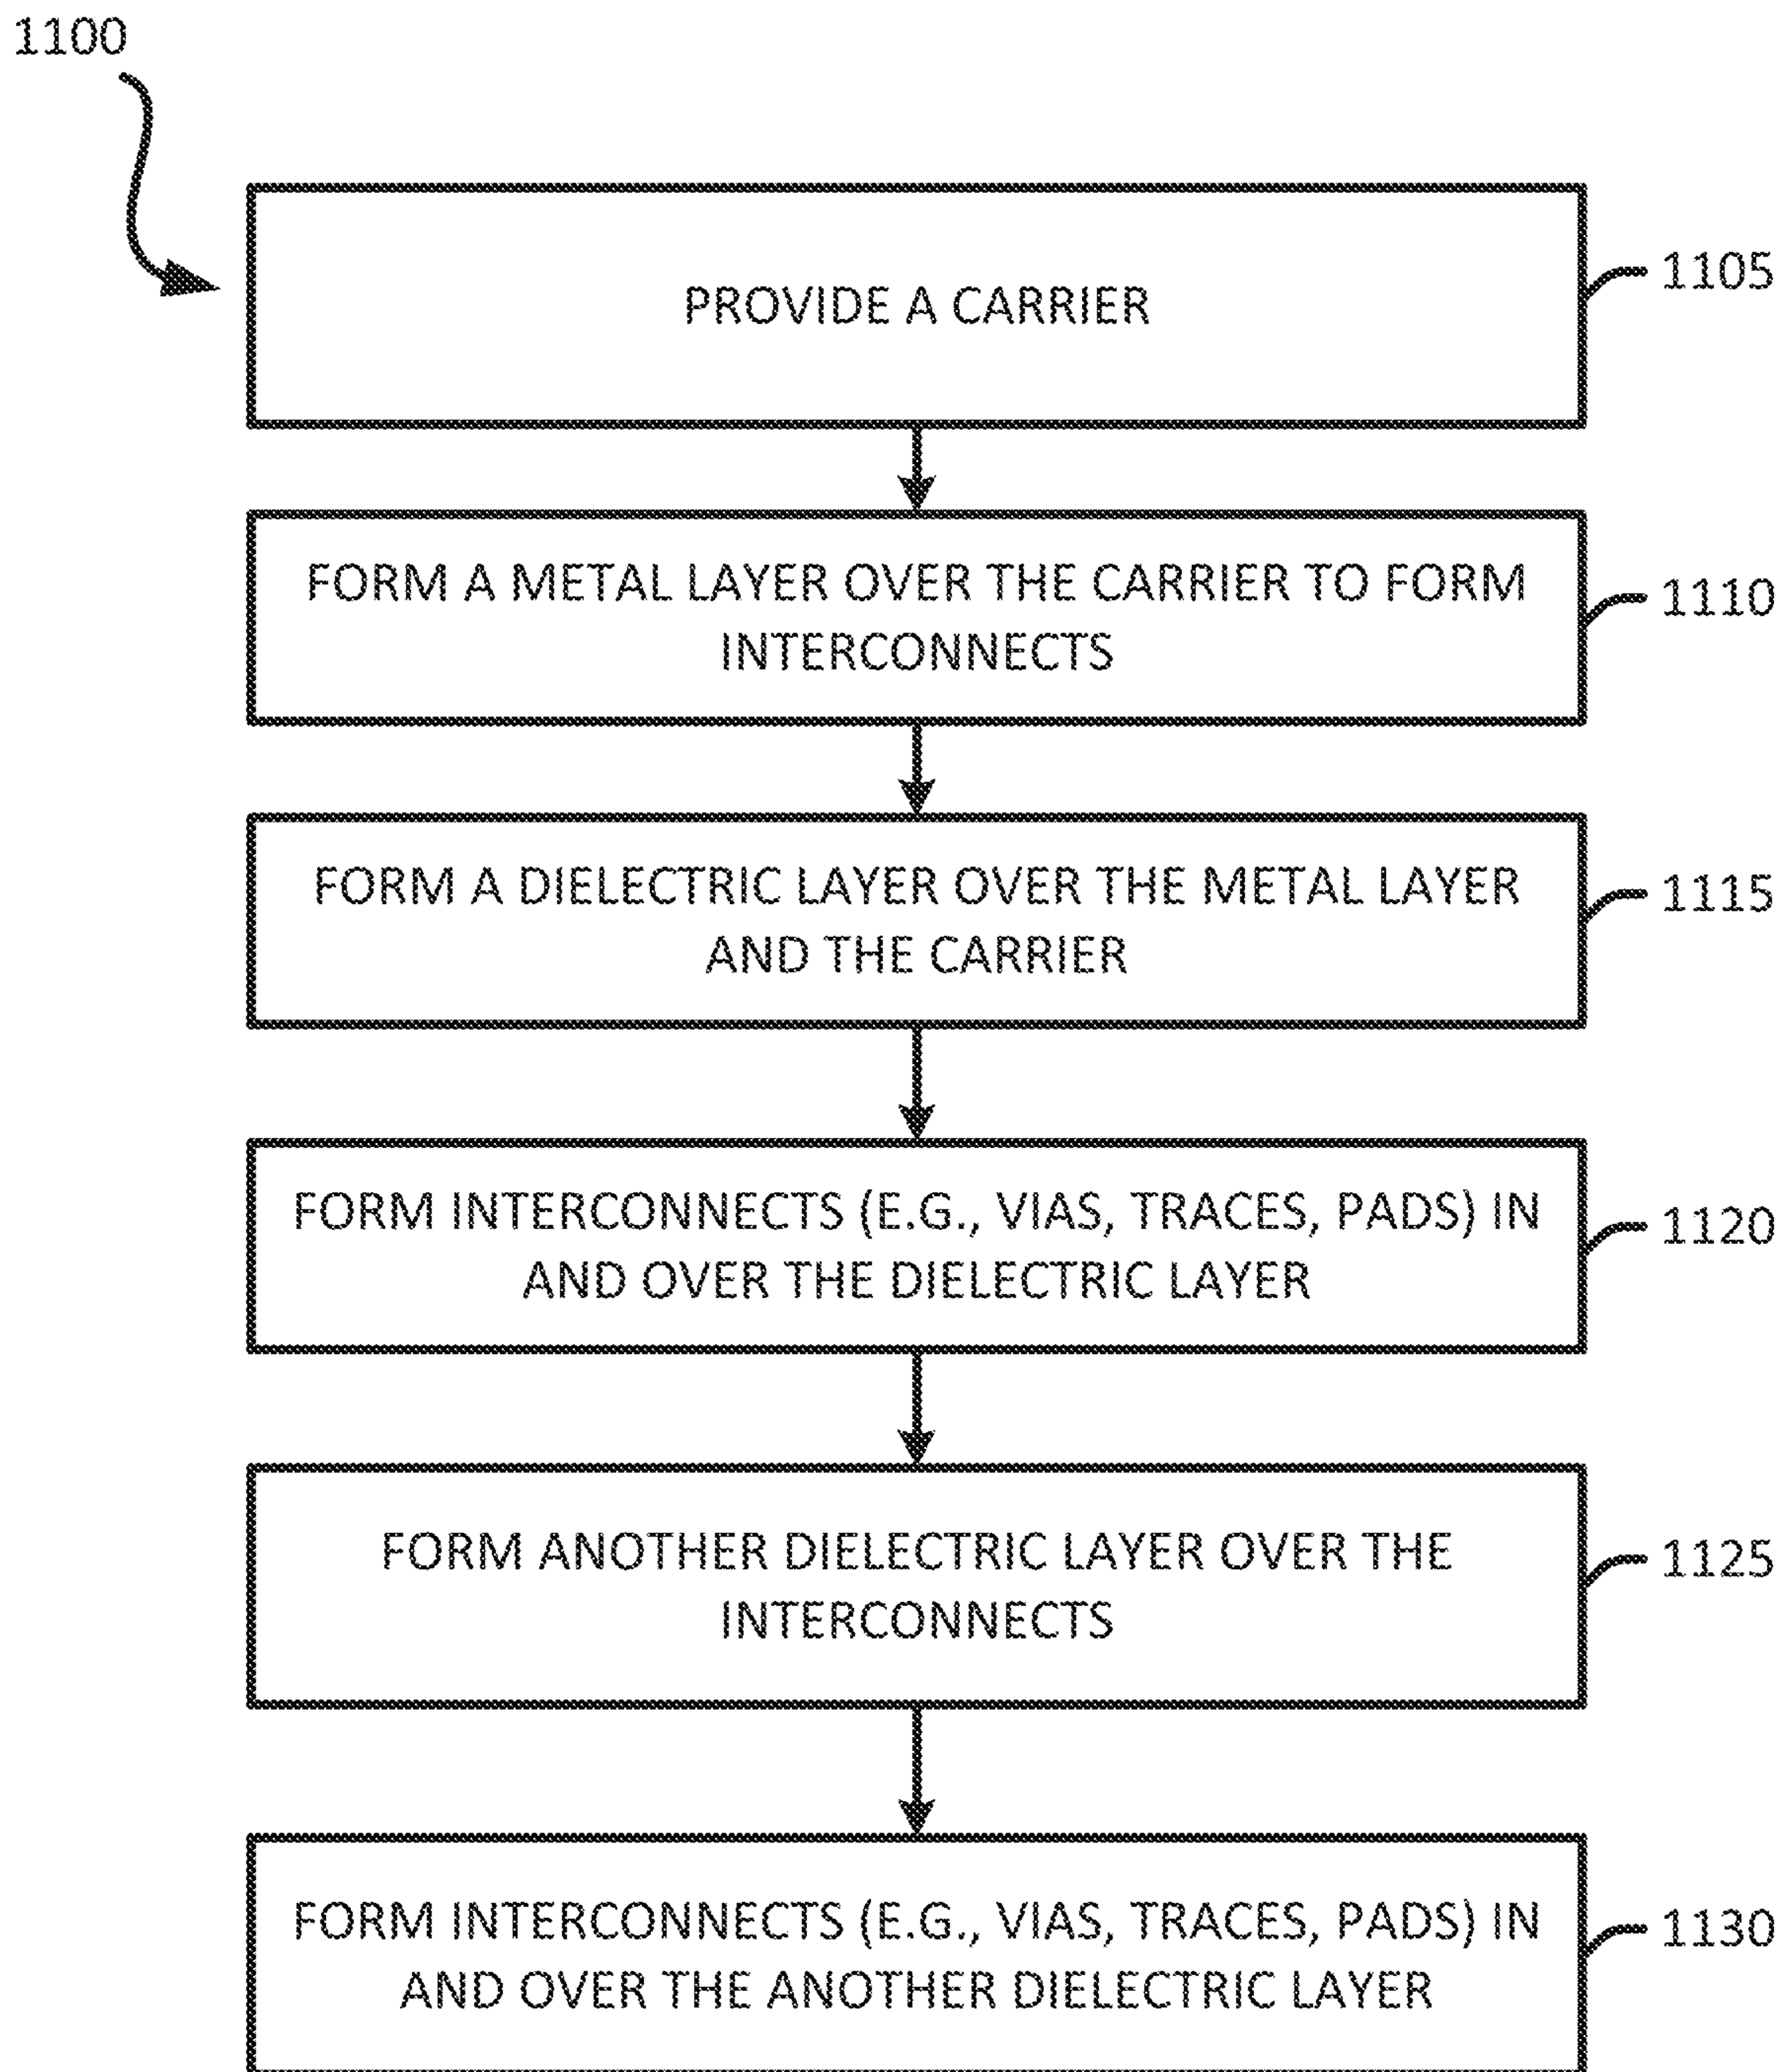 1100
PROVIDE A CARRIER
1105
FORM A METAL LAYER OVER THE CARRIER TO FORM
INTERCONNECTS
1110
FORM A DIELECTRIC LAYER OVER THE METAL LAYER
AND THE CARRIER
1115
FORM INTERCONNECTS (E.G., VIAS, TRACES, PADS) IN
AND OVER THE DIELECTRIC LAYER
1120
FORM ANOTHER DIELECTRIC LAYER OVER THE
INTERCONNECTS
1125
FORM INTERCONNECTS (E.G., VIAS, TRACES, PADS) IN
AND OVER THE ANOTHER DIELECTRIC LAYER
1130